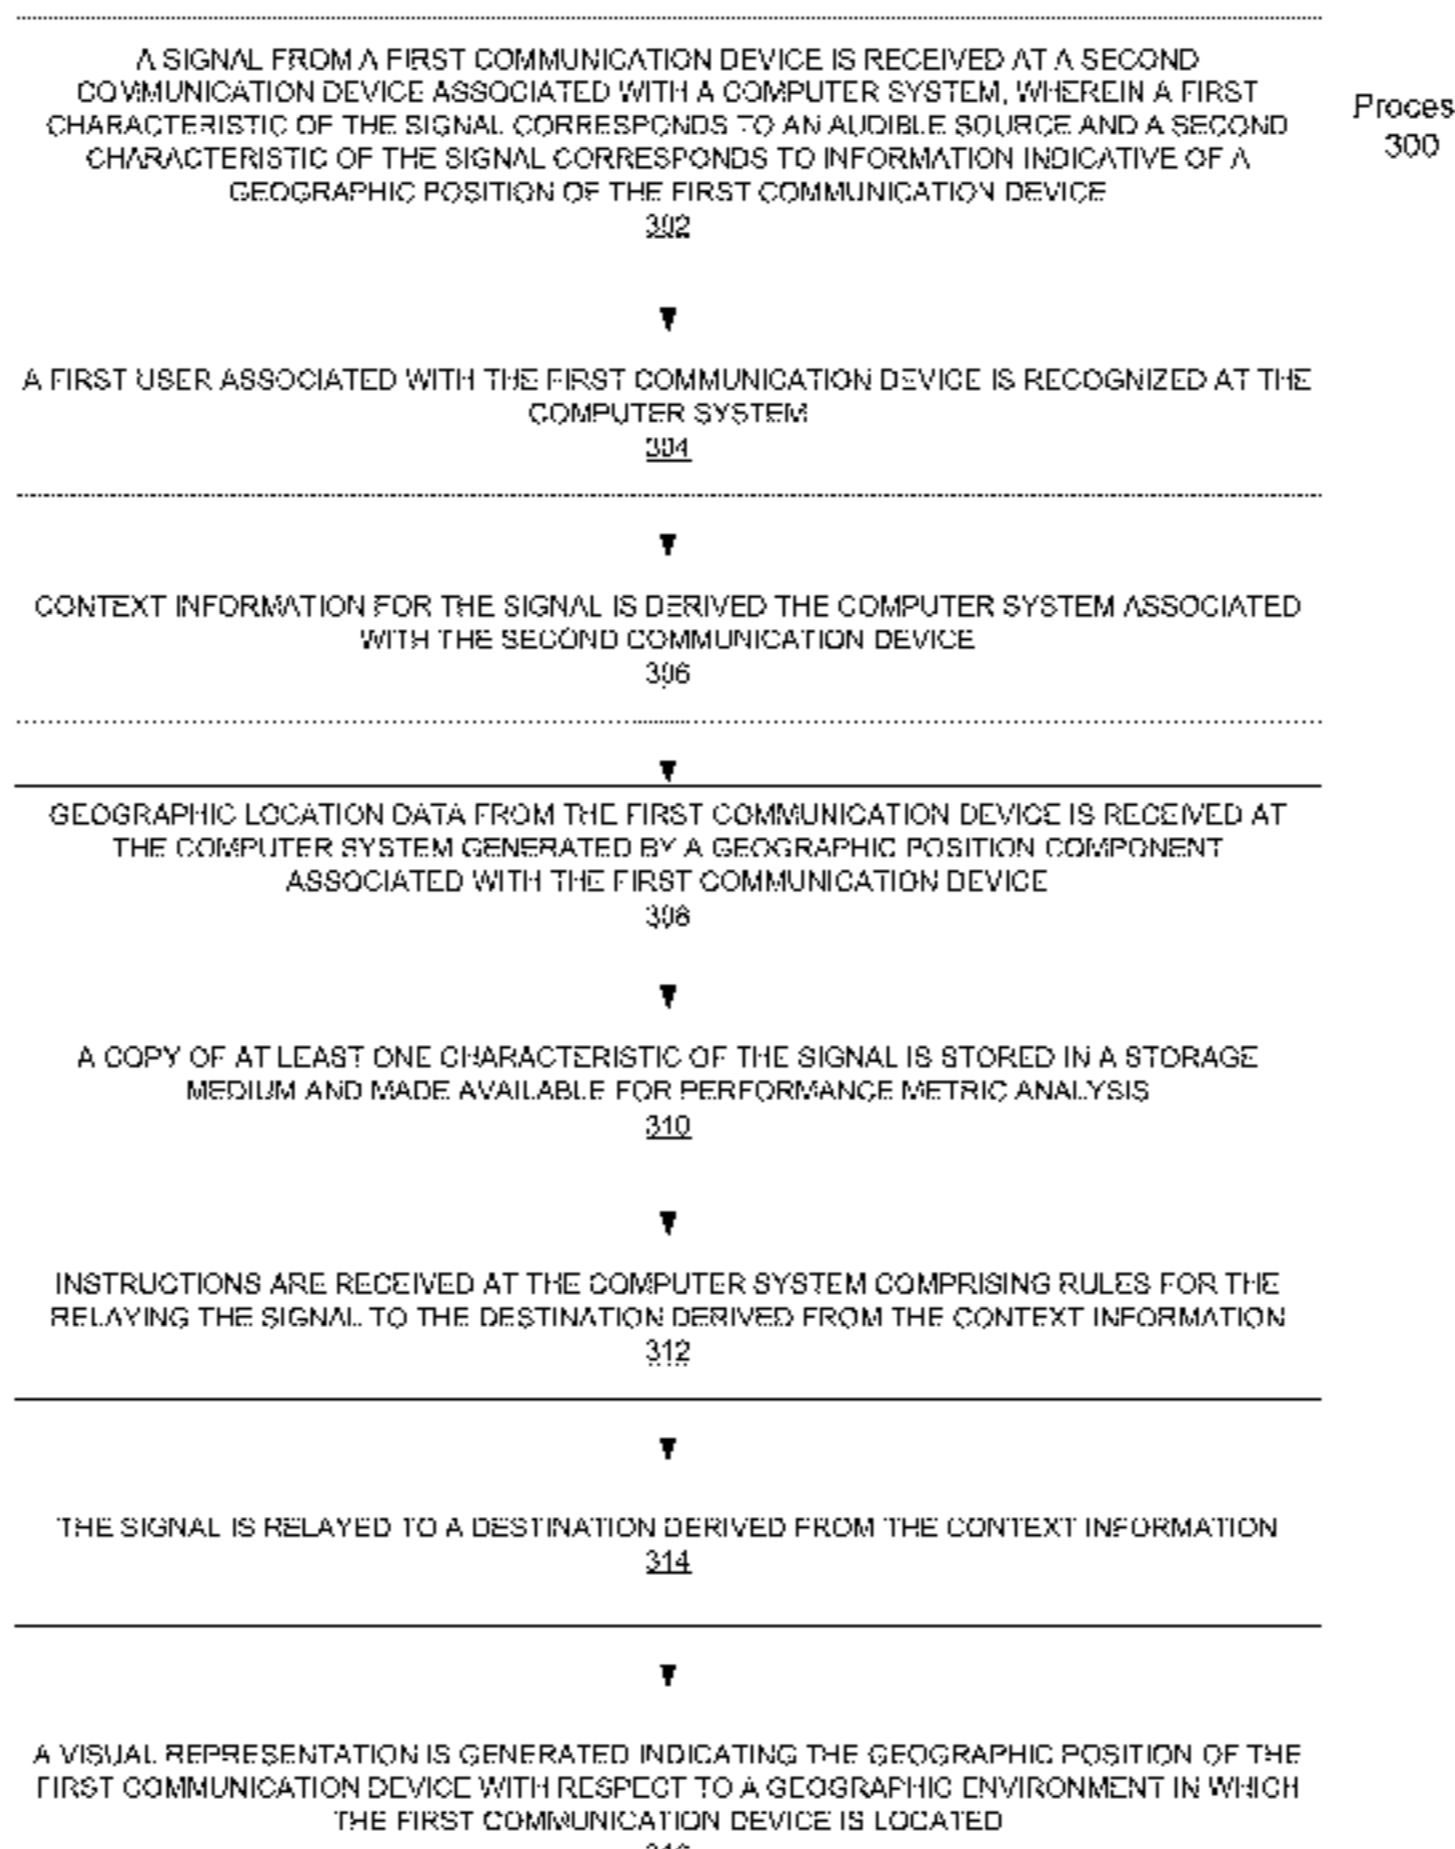 A SIGNAL FROM A FIRST COMMUNICATION DEVICE IS RECEIVED AT A SECOND
COMMUNICATION DEVICE ASSOCIATED WITH A COMPUTER SYSTEM, WHEREIN A FIRST
Proces
CHARACTERISTIC OF THE SIGNAL CORRESPONDS TO AN AUDIBLE SOURCE AND A SECOND
300
CHARACTERISTIC OF THE SIGNAL CORRESPONDS TO INFORMATION INDICATIVE OF A
GEOGRAPHIC POSITION OF THE FIRST COMMUNICATION DEVICE
302
A FIRST USER ASSOCIATED WITH THE FIRST COMMUNICATION DEVICE IS RECOGNIZED AT THE
COMPUTER SYSTEM
304
CONTEXT INFORMATION FOR THE SIGNAL IS DERIVED THE COMPUTER SYSTEM ASSOCIATED
WITH THE SECOND COMMUNICATION DEVICE
306
GEOGRAPHIC LOCATION DATA FROM THE FIRST COMMUNICATION DEVICE IS RECEIVED AT
THE COMPUTER SYSTEM GENERATED BY A GEOGRAPHIC POSITION COMPONENT
ASSOCIATED WITH THE FIRST COMMUNICATION DEVICE
308
A COPY OF AT LEAST ONE CHARACTERISTIC OF THE SIGNAL IS STORED IN A STORAGE
MEDIUM AND MADE AVAILABLE FOR PERFORMANCE METRIC ANALYSIS
310
INSTRUCTIONS ARE RECEIVED AT THE COMPUTER SYSTEM COMPRISING RULES FOR THE
RELAYING THE SIGNAL TO THE DESTINATION DERIVED FROM THE CONTEXT INFORMATION
312
THE SIGNAL IS RELAYED TO A DESTINATION DERIVED FROM THE CONTEXT INFORMATION
314
A VISUAL REPRESENTATION IS GENERATED INDICATING THE GEOGRAPHIC POSITION OF THE
FIRST COMMUNICATION DEVICE WITH RESPECT TO A GEOGRAPHIC ENVIRONMENT IN WHICH
THE FIRST COMMUNICATION DEVICE IS LOCATED